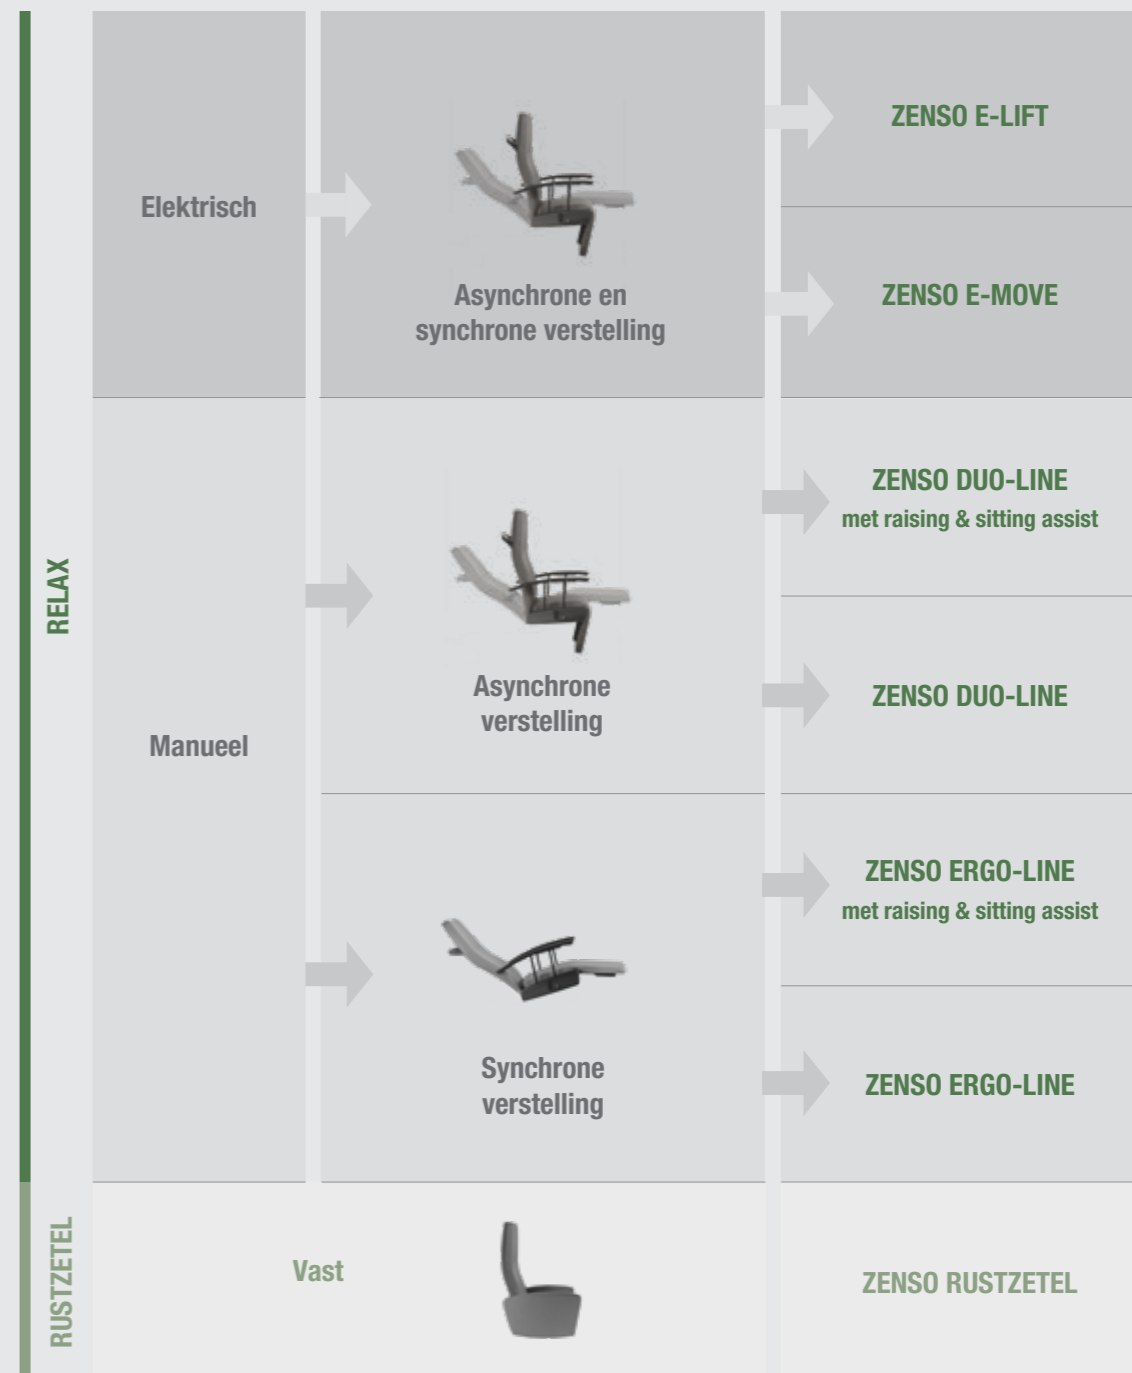 RELAX
Elektrisch
Asynchrone en
synchrone verstelling
ZENSO E-LIFT
ZENSO E-MOVE
Manueel
Asynchrone
verstelling
ZENSO DUO-LINE
met raising & sitting assist
ZENSO DUO-LINE
Synchrone
verstelling
ZENSO ERGO-LINE
met raising & sitting assist
ZENSO ERGO-LINE
RUSTZETEL
Vast
ZENSO RUSTZETEL